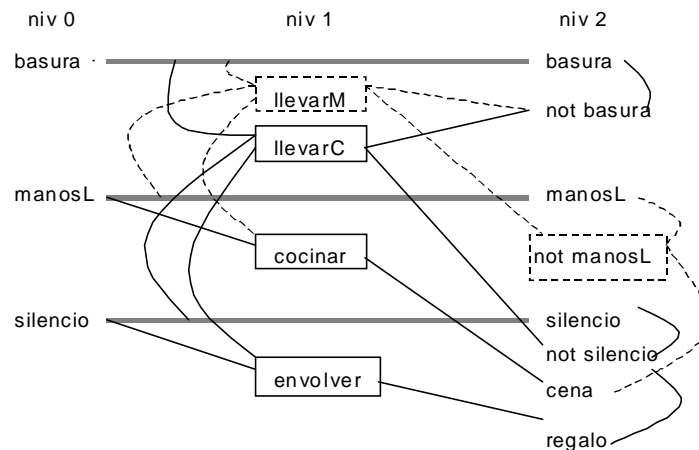 niv 0 niv 1 niv 2
basura basura
llevarM
not basura
llevarC
manosL manosL
cocinar not manosL
silencio silencio
not silencio
envolver
cena
regalo